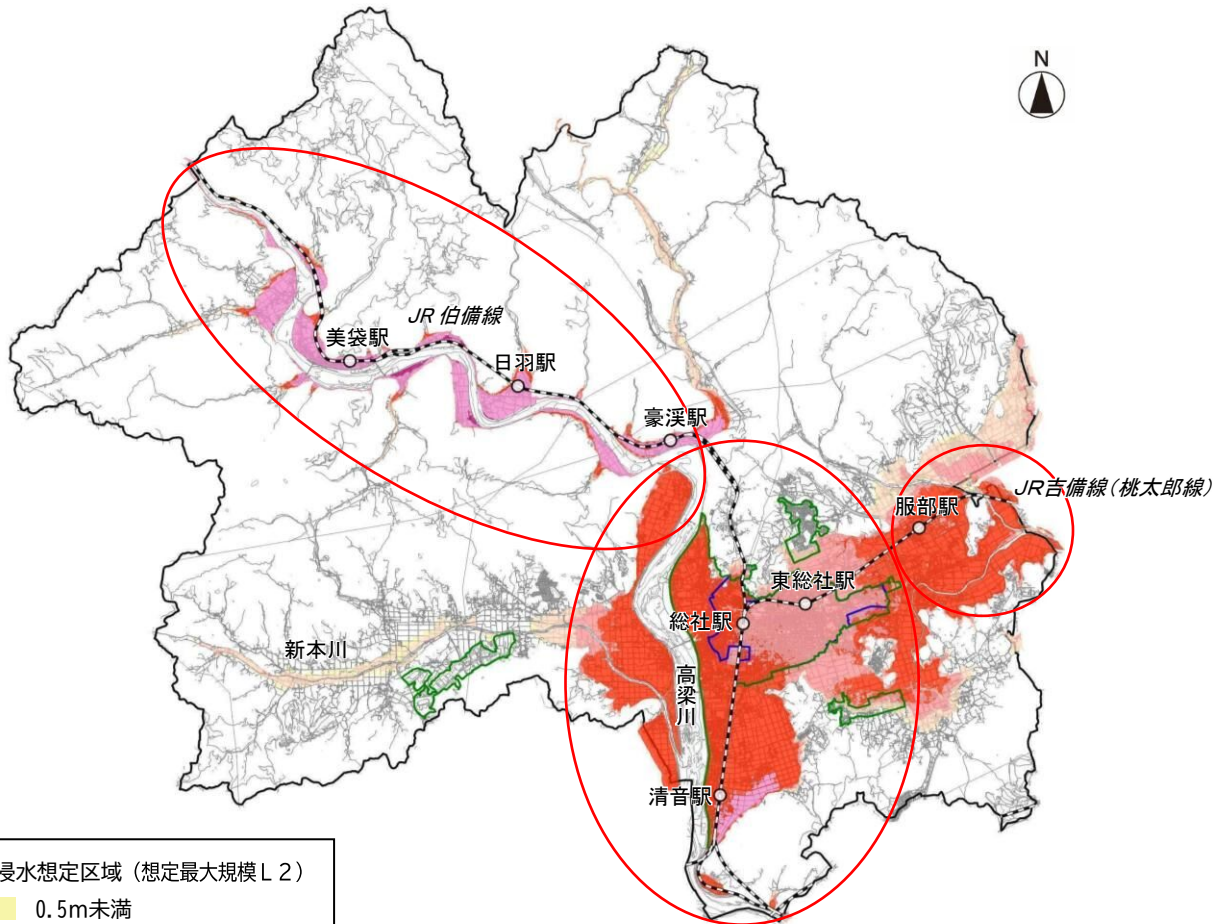 N
JR 伯備線
美袋駅
日羽駅
豪渓駅
JR吉備線(桃太郎線)
服部駅
東総社駅
総社駅
新本川
高梁川
清音駅
浸水想定区域(想定最大規模L2)
0.5m未満